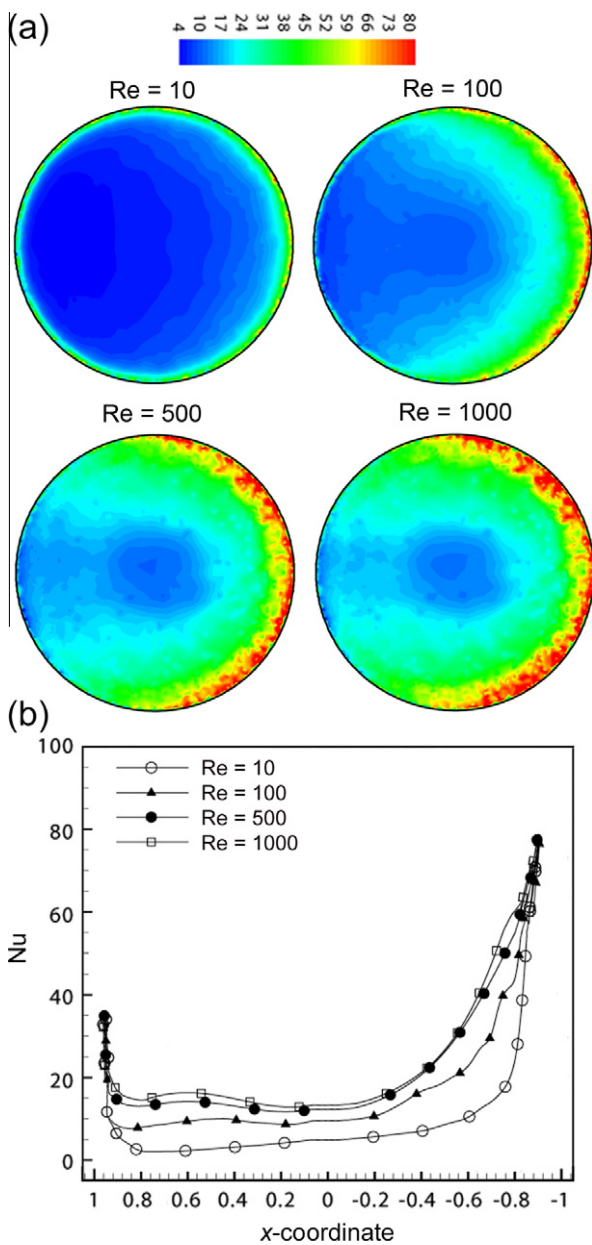 (a)
4 10 17 24 31 38 45 52 59 66 73 80
Re = 10
Re = 100
Re = 500
Re = 1000
(b)
100
80
60
40
20
0
Nu
Re = 10
Re = 100
Re = 500
Re = 1000
1 0.8 0.6 0.4 0.2 0 -0.2 -0.4 -0.6 -0.8 -1
x-coordinate